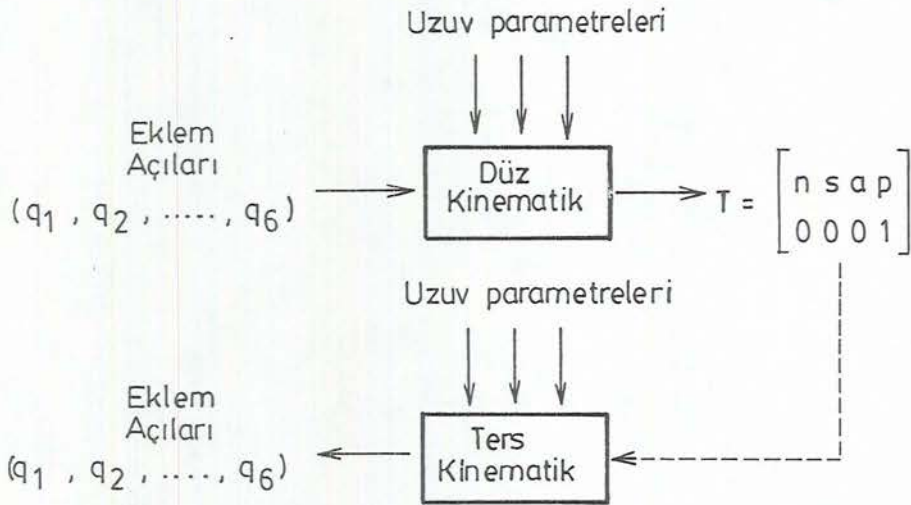 Uzuv parametreleri
Eklem
Açıları
(q1 , q2 , ....., q6)
Düz
Kinematik
T = [n s a p
0 0 0 1]
Uzuv parametreleri
Eklem
Açıları
(q1 , q2 , ....., q6)
Ters
Kinematik